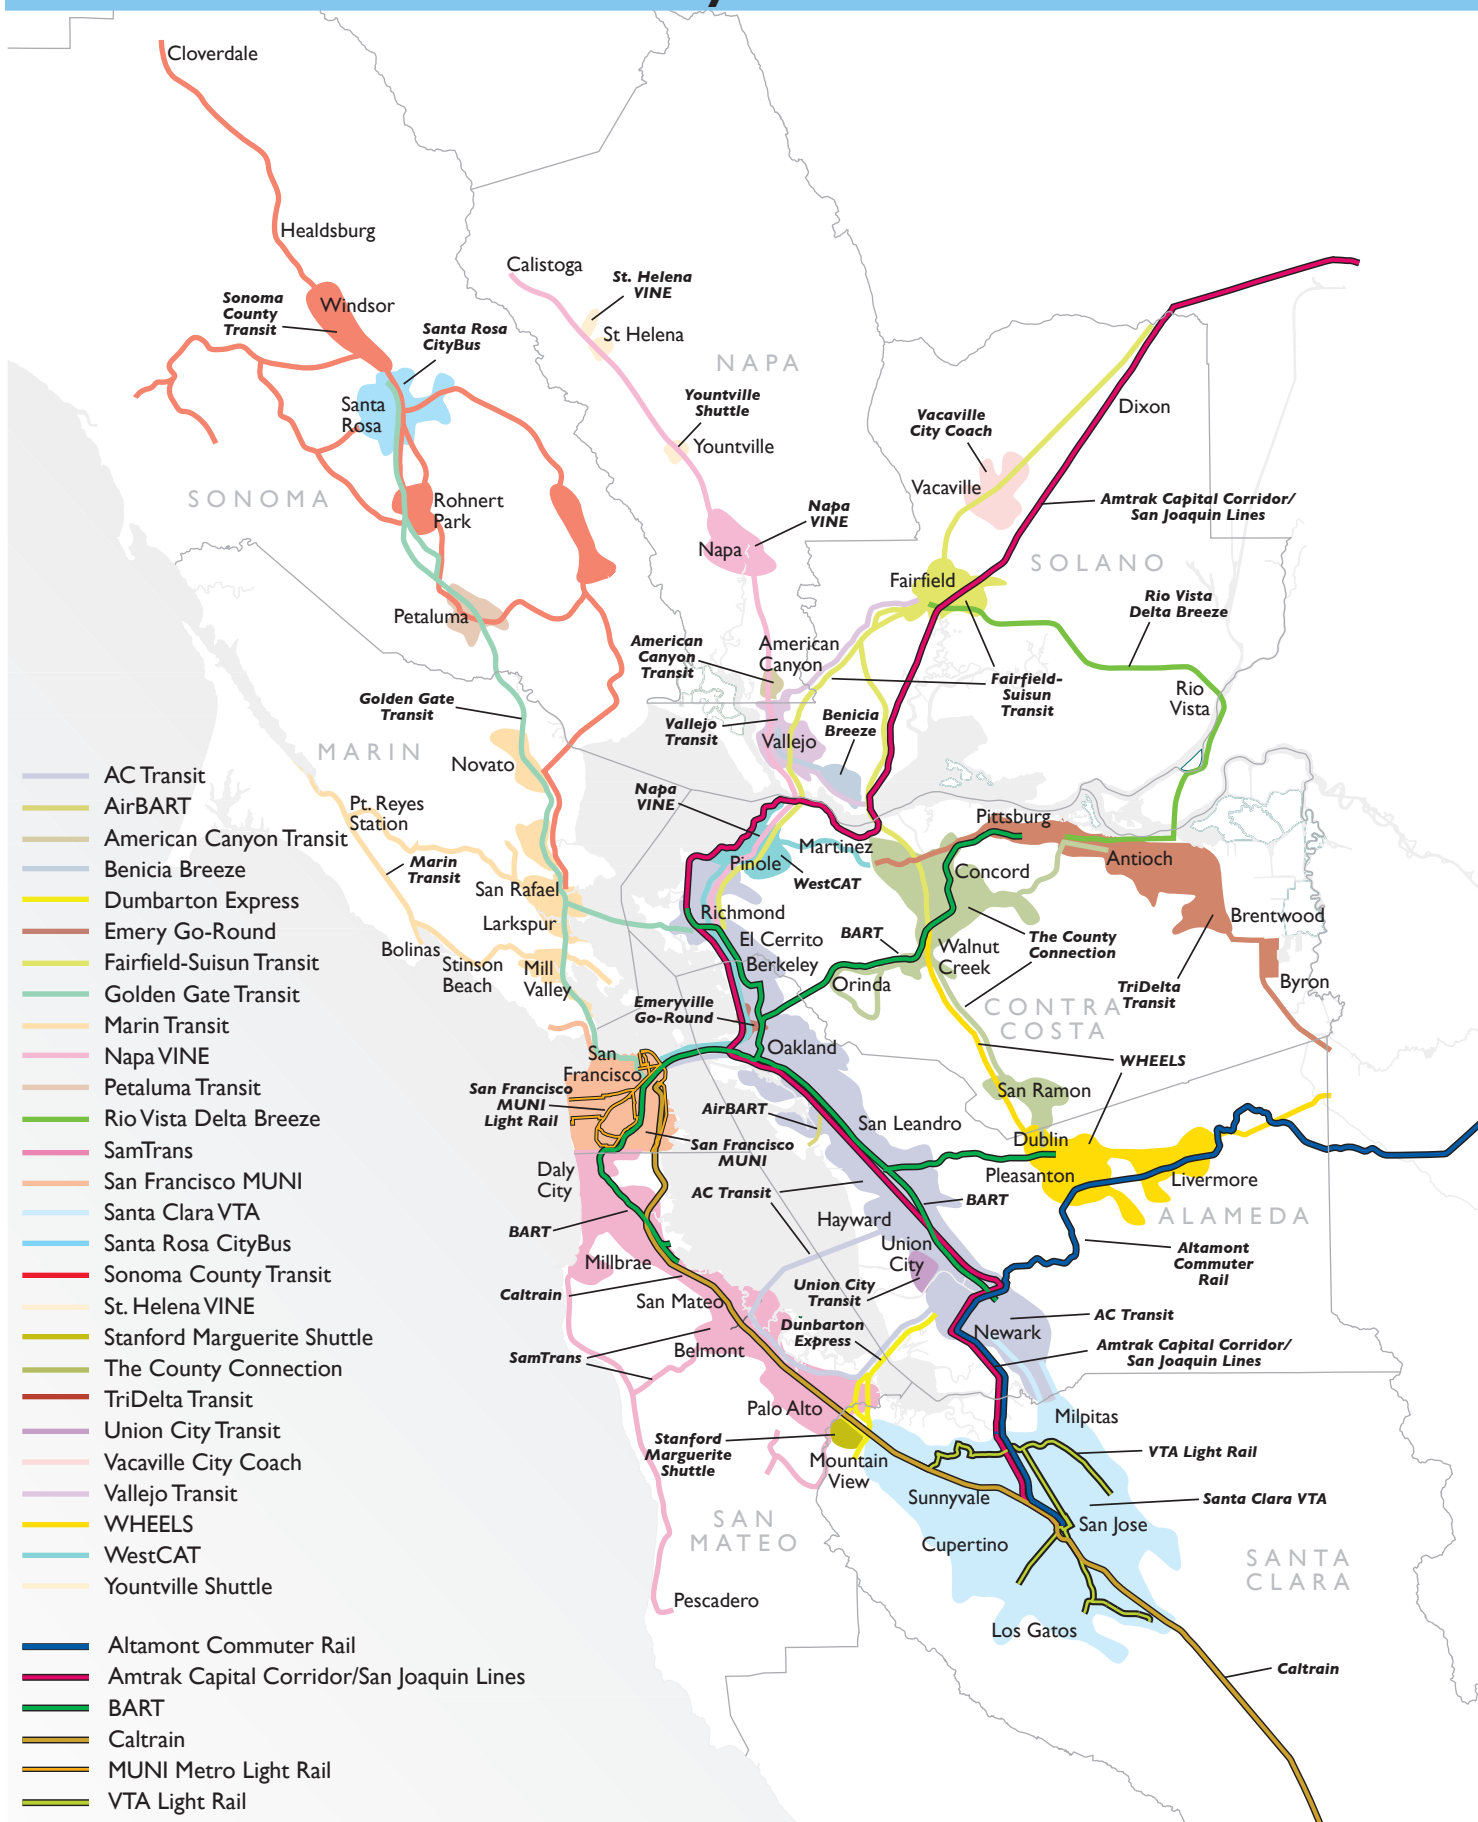 Cloverdale
Healdsburg
Calistoga
St. Helena
VINE
Sonoma
County
Transit
Windsor
Santa Rosa
CityBus
St Helena
NAPA
Yountville
Shuttle
Santa
Rosa
Vacaville
City Coach
Dixon
Yountville
SONOMA
Rohnert
Park
Vacaville
Amtrak Capital Corridor/
San Joaquin Lines
Napa
VINE
Napa
SOLANO
Fairfield
Rio Vista
Delta Breeze
Petaluma
American
Canyon
Transit
American
Canyon
Fairfield-
Suisun
Transit
Rio
Vista
Golden Gate
Transit
Vallejo
Transit
Benicia
Breeze
Vallejo
MARIN
Novato
Napa
VINE
Pt. Reyes
Station
Pittsburg
Martinez
Antioch
Marin
Transit
Pinole
WestCAT
Concord
San Rafael
Richmond
Larkspur
El Cerrito
BART
Brentwood
Bolinas
Stinson
Beach
Mill
Valley
Berkeley
Walnut
Creek
The County
Connection
Orinda
TriDelta
Transit
Byron
Emeryville
Go-Round
CONTRA
COSTA
San
Francisco
Oakland
WHEELS
San Francisco
MUNI
Light Rail
San Ramon
AirBART
San Leandro
San Francisco
MUNI
Dublin
Daly
City
Pleasanton
Livermore
AC Transit
BART
ALAMEDA
BART
Hayward
Union
City
Altamont
Commuter
Rail
Millbrae
Caltrain
San Mateo
Union City
Transit
AC Transit
Dunbarton
Express
Newark
SamTrans
Belmont
Amtrak Capital Corridor/
San Joaquin Lines
Palo Alto
Milpitas
Stanford
Marguerite
Shuttle
Mountain
View
VTA Light Rail
Sunnyvale
Santa Clara VTA
SAN
MATEO
San Jose
Cupertino
SANTA
CLARA
Pescadero
Los Gatos
Caltrain
AC Transit
AirBART
American Canyon Transit
Benicia Breeze
Dumbarton Express
Emery Go-Round
Fairfield-Suisun Transit
Golden Gate Transit
Marin Transit
Napa VINE
Petaluma Transit
Rio Vista Delta Breeze
SamTrans
San Francisco MUNI
Santa Clara VTA
Santa Rosa CityBus
Sonoma County Transit
St. Helena VINE
Stanford Marguerite Shuttle
The County Connection
TriDelta Transit
Union City Transit
Vacaville City Coach
Vallejo Transit
WHEELS
WestCAT
Yountville Shuttle
Altamont Commuter Rail
Amtrak Capital Corridor/San Joaquin Lines
BART
Caltrain
MUNI Metro Light Rail
VTA Light Rail